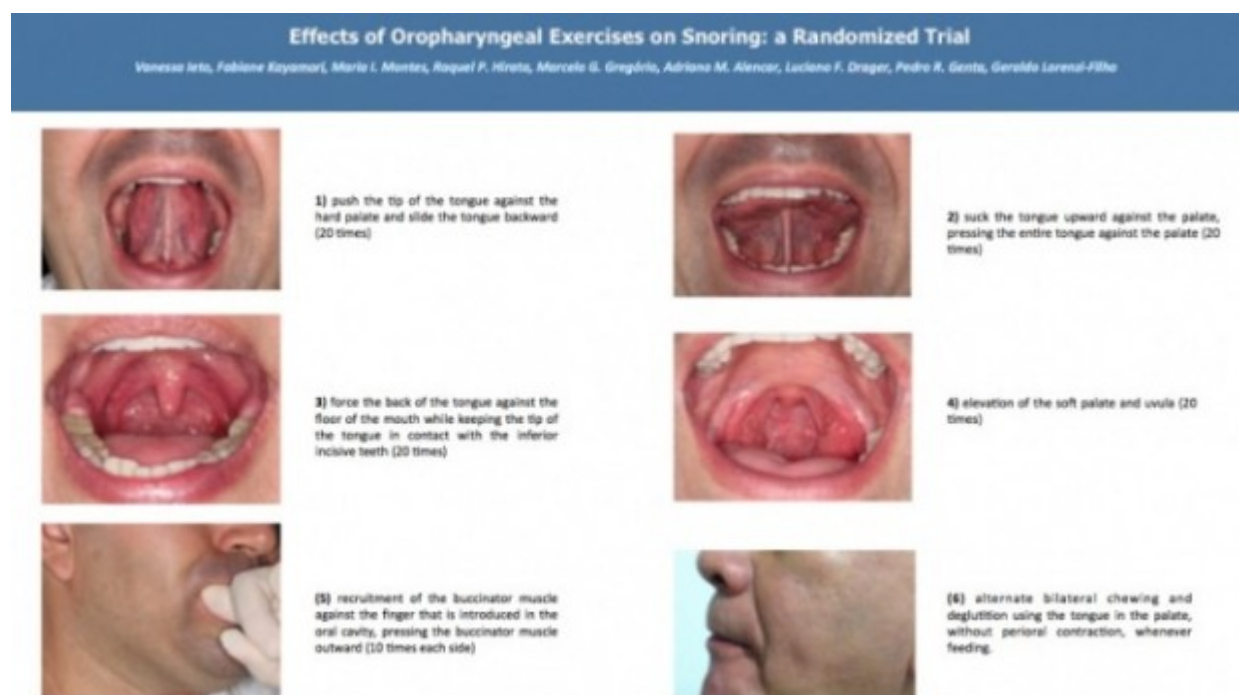 Effects of Oropharyngeal Exercises on Snoring: a Randomized Trial
Vanessa Ieto, Fabiane Kayamori, Maria I. Montes, Raquel P. Hirata, Marcelo G. Gregório, Adriano M. Alencar, Luciano F. Drager, Pedro R. Genta, Geraldo Lorenzi-Filho
1) push the tip of the tongue against the
hard palate and slide the tongue backward
(20 times)
2) suck the tongue upward against the palate,
pressing the entire tongue against the palate (20
times)
3) force the back of the tongue against the
floor of the mouth while keeping the tip of
the tongue in contact with the inferior
incisive teeth (20 times)
4) elevation of the soft palate and uvula (20
times)
(5) recruitment of the buccinator muscle
against the finger that is introduced in the
oral cavity, pressing the buccinator muscle
outward (10 times each side)
(6) alternate bilateral chewing and
deglutition using the tongue in the palate,
without perioral contraction, whenever
feeding.